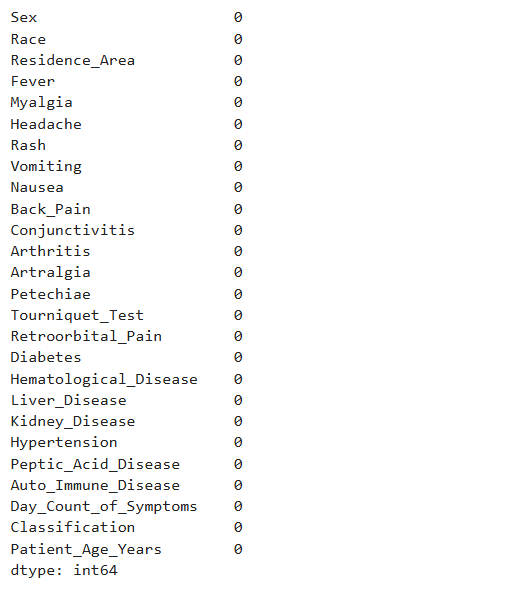 Sex 0
Race 0
Residence_Area 0
Fever 0
Myalgia 0
Headache 0
Rash 0
Vomiting 0
Nausea 0
Back_Pain 0
Conjunctivitis 0
Arthritis 0
Artralgia 0
Petechiae 0
Tourniquet_Test 0
Retroorbital_Pain 0
Diabetes 0
Hematological_Disease 0
Liver_Disease 0
Kidney_Disease 0
Hypertension 0
Peptic_Acid_Disease 0
Auto_Immune_Disease 0
Day_Count_of_Symptoms 0
Classification 0
Patient_Age_Years 0
dtype: int64